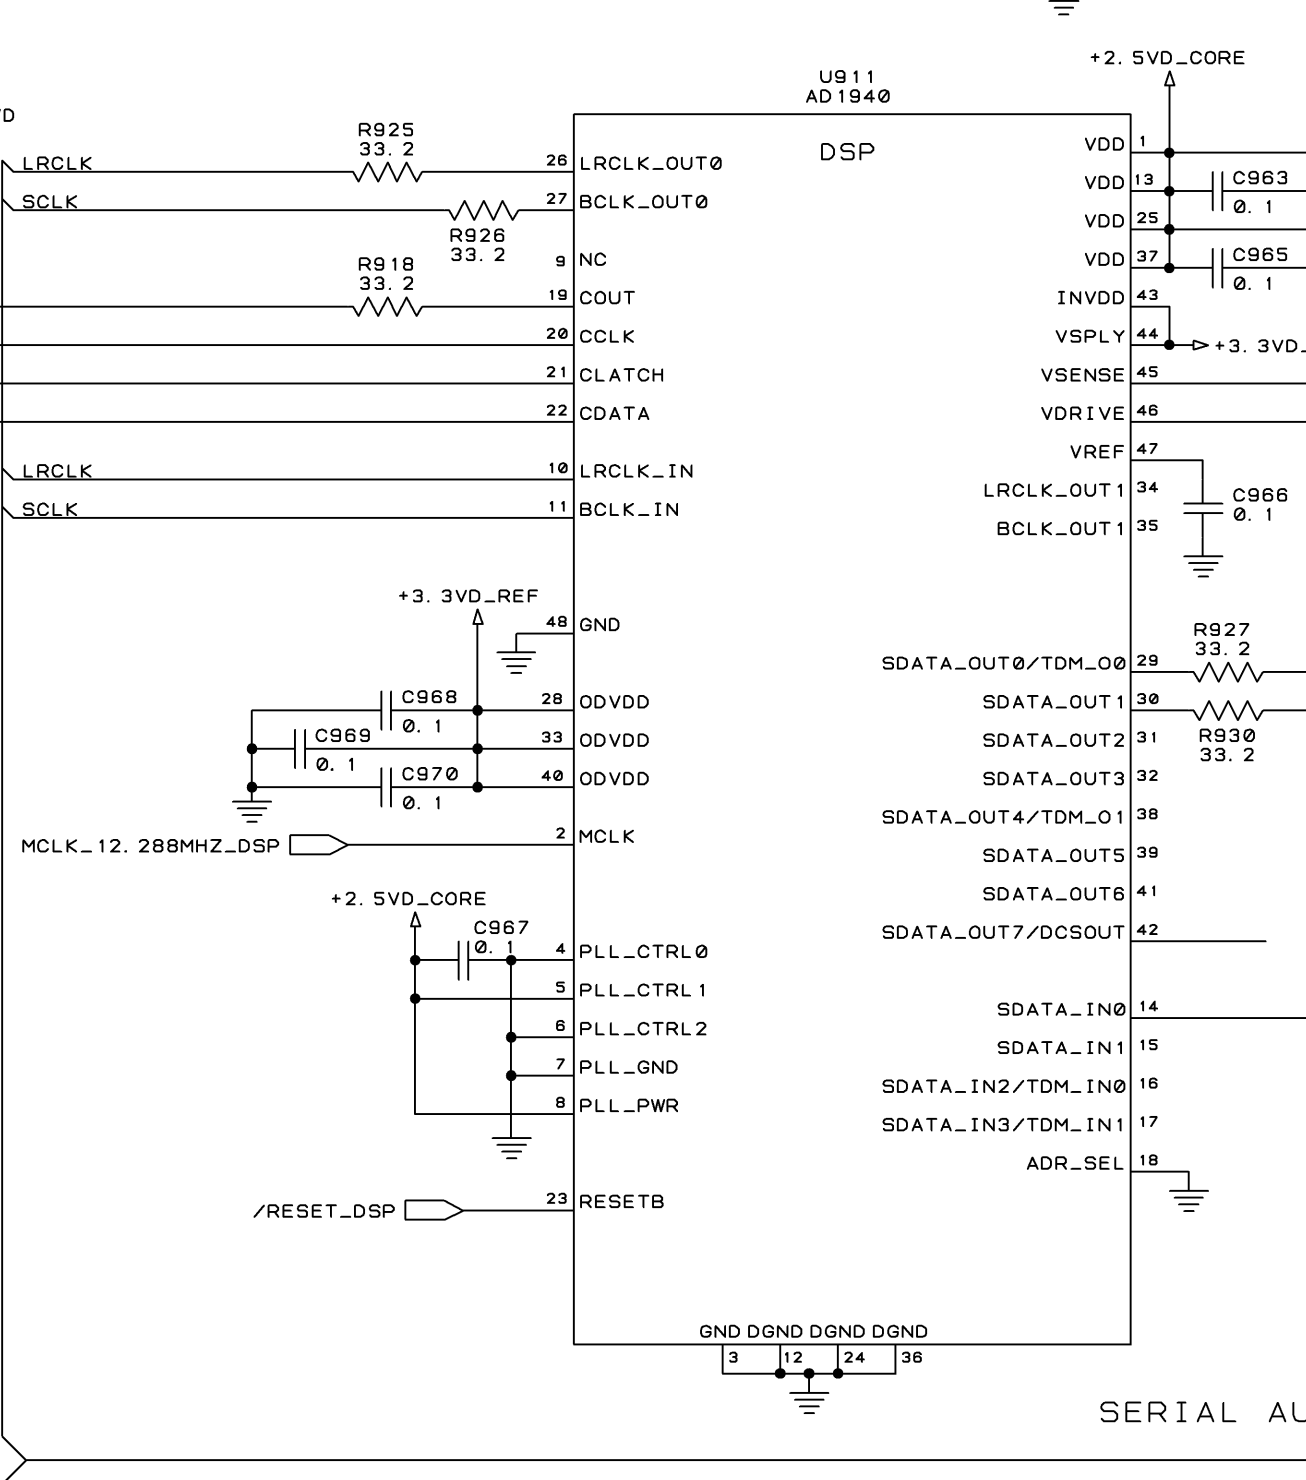 +2. 5VD_CORE
U911
AD1940
DSP
R925
33. 2
LRCLK
26 LRCLK_OUT0
VDD 1
SCLK
27 BCLK_OUT0
VDD 13
C963
0. 1
R926
33. 2
VDD 25
9 NC
VDD 37
C965
0. 1
R918
33. 2
19 COUT
INVDD 43
20 CCLK
VSPLY 44
+3. 3VD_
21 CLATCH
VSENSE 45
22 CDATA
VDRIVE 46
VREF 47
LRCLK
10 LRCLK_IN
LRCLK_OUT1 34
C966
0. 1
SCLK
11 BCLK_IN
BCLK_OUT1 35
+3. 3VD_REF
48 GND
R927
33. 2
SDATA_OUT0/TDM_O0 29
C968
0. 1
28 ODVDD
SDATA_OUT1 30
C969
0. 1
33 ODVDD
SDATA_OUT2 31
R930
33. 2
C970
0. 1
40 ODVDD
SDATA_OUT3 32
SDATA_OUT4/TDM_O1 38
MCLK_12. 288MHZ_DSP
2 MCLK
SDATA_OUT5 39
+2. 5VD_CORE
SDATA_OUT6 41
C967
0. 1
SDATA_OUT7/DCSOUT 42
4 PLL_CTRL0
5 PLL_CTRL1
SDATA_IN0 14
6 PLL_CTRL2
SDATA_IN1 15
7 PLL_GND
SDATA_IN2/TDM_IN0 16
8 PLL_PWR
SDATA_IN3/TDM_IN1 17
ADR_SEL 18
/RESET_DSP
23 RESETB
GND DGND DGND DGND
3 12 24 36
SERIAL